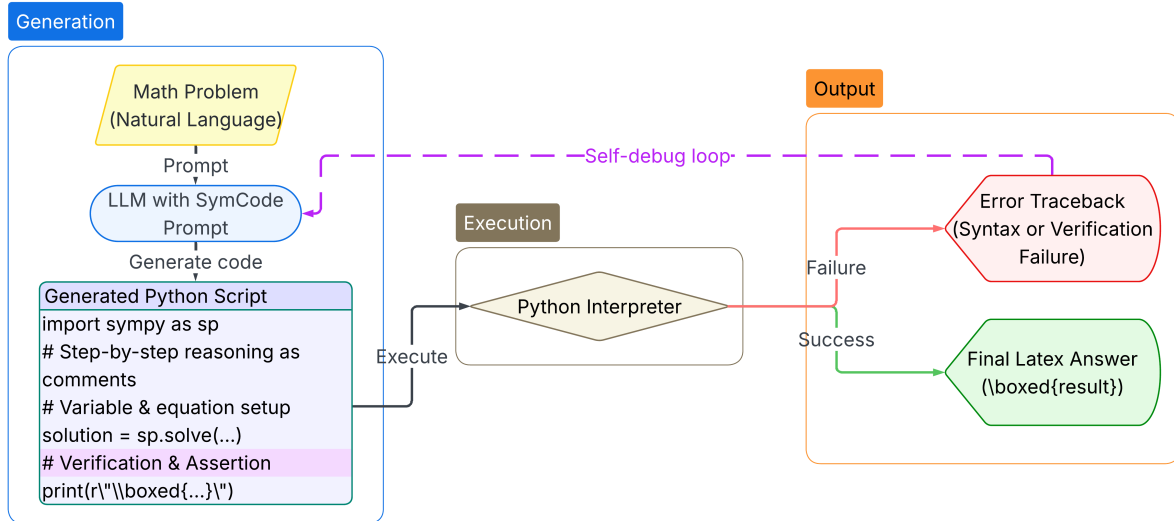 Generation
Math Problem
(Natural Language)
Prompt
LLM with SymCode
Prompt
Generate code
Generated Python Script
import sympy as sp
# Step-by-step reasoning as
comments
# Variable & equation setup
solution = sp.solve(...)
# Verification & Assertion
print(r\"\\boxed{...}\")
Execute
Execution
Python Interpreter
Self-debug loop
Failure
Success
Output
Error Traceback
(Syntax or Verification
Failure)
Final Latex Answer
(\boxed{result})